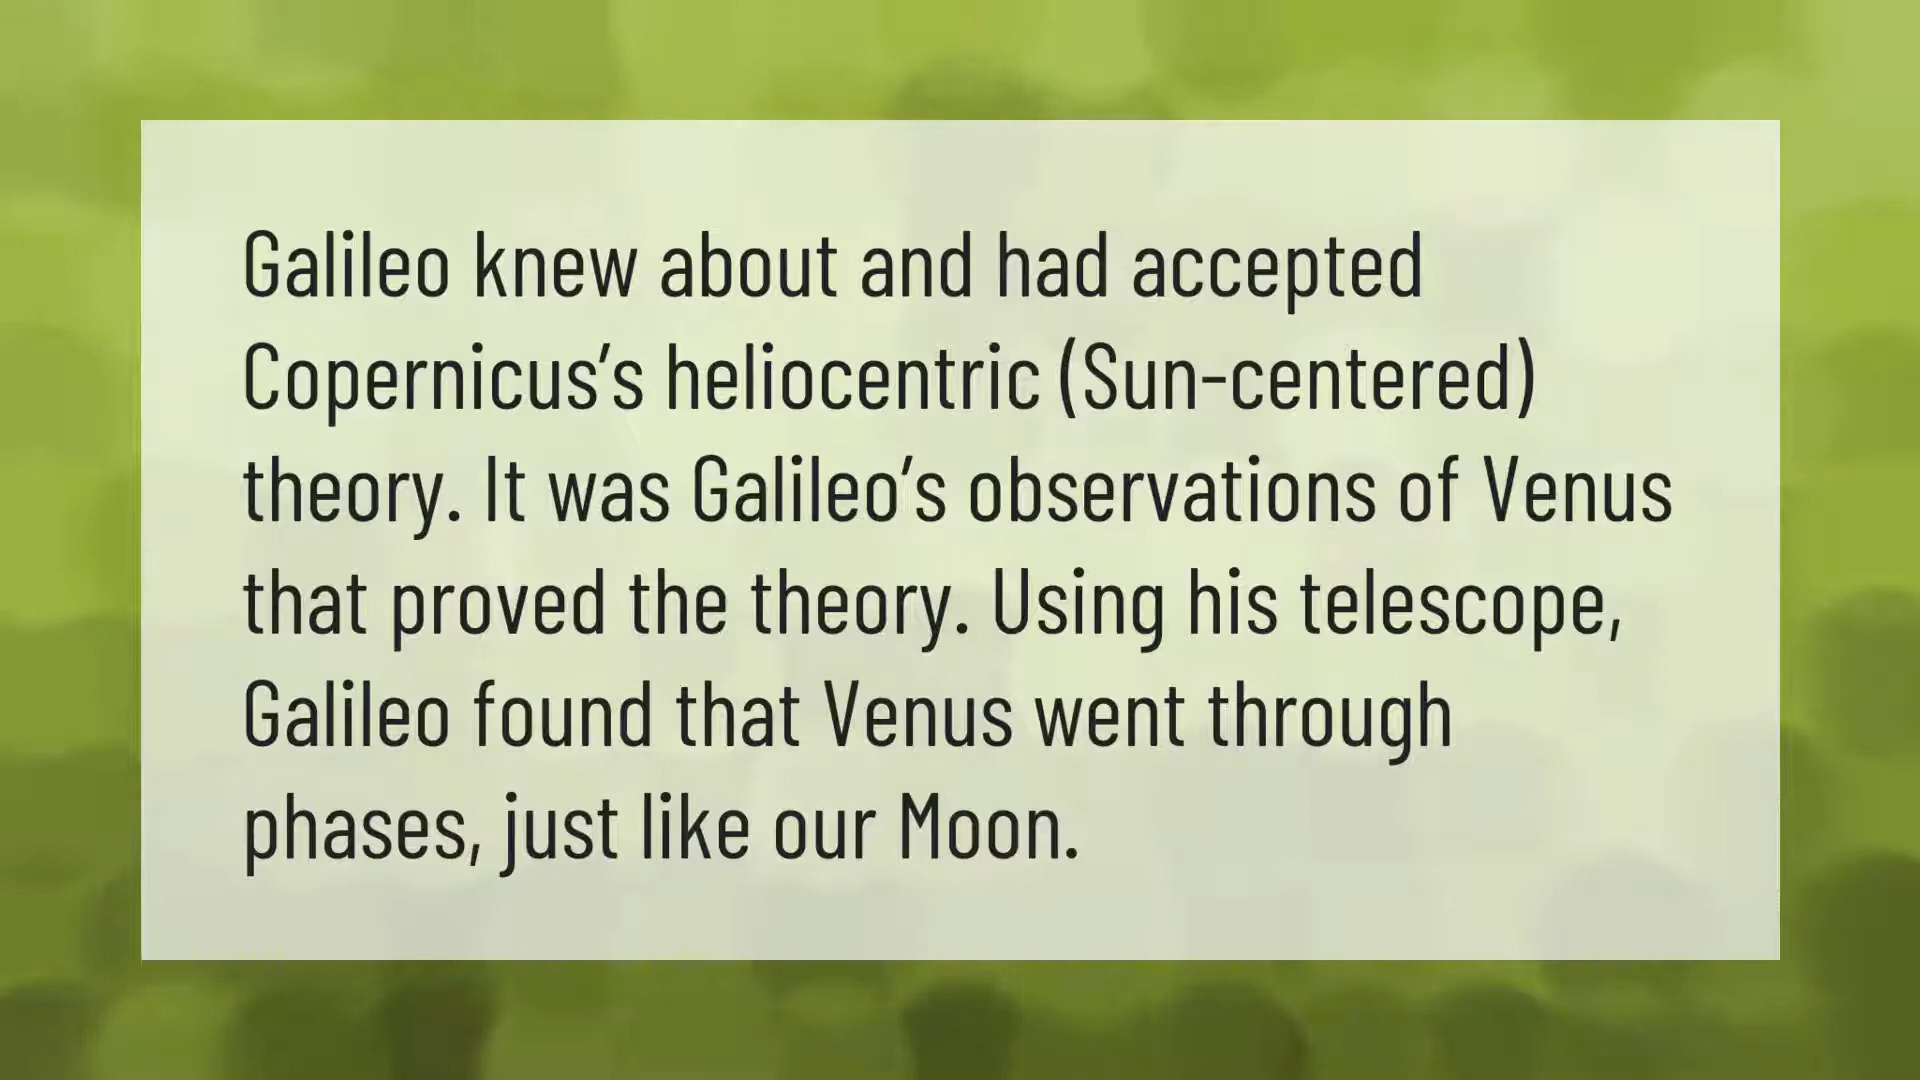 Galileo knew about and had accepted
Copernicus’s heliocentric (Sun-centered)
theory. It was Galileo’s observations of Venus
that proved the theory. Using his telescope,
Galileo found that Venus went through
phases, just like our Moon.